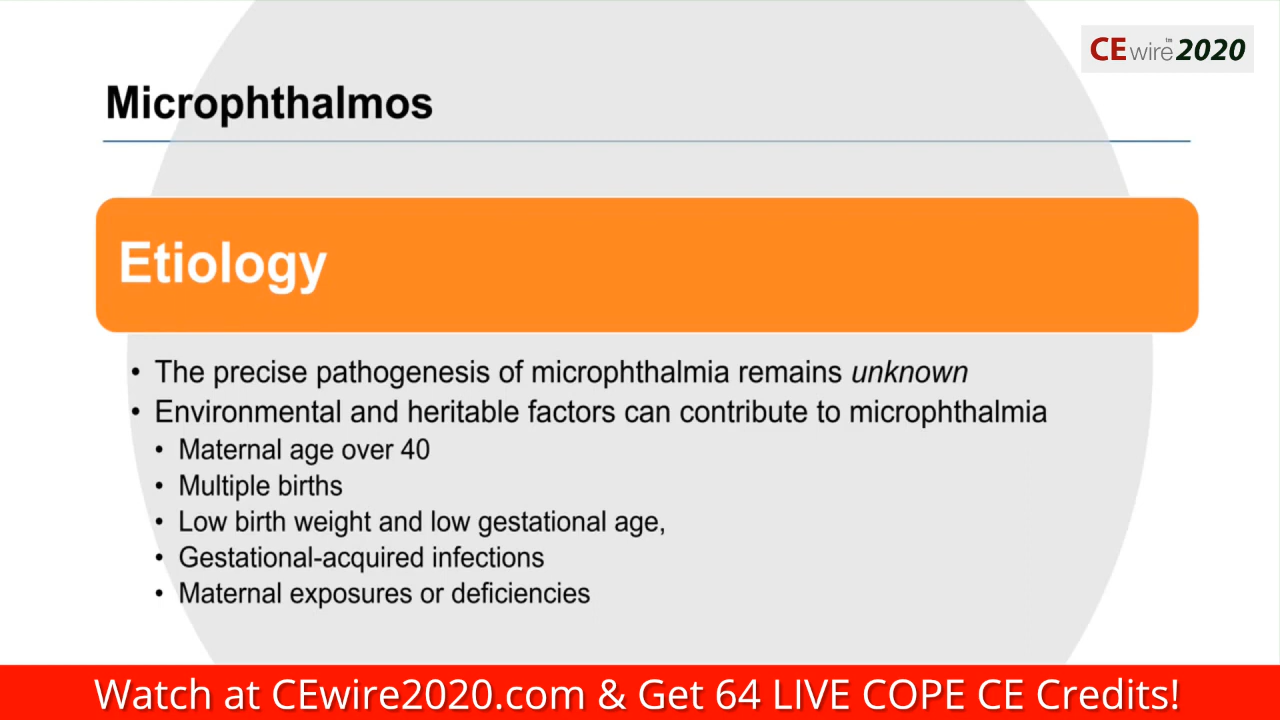 CEwire™2020
Microphthalmos
Etiology
• The precise pathogenesis of microphthalmia remains unknown
• Environmental and heritable factors can contribute to microphthalmia
• Maternal age over 40
• Multiple births
• Low birth weight and low gestational age,
• Gestational-acquired infections
• Maternal exposures or deficiencies
Watch at CEwire2020.com & Get 64 LIVE COPE CE Credits!